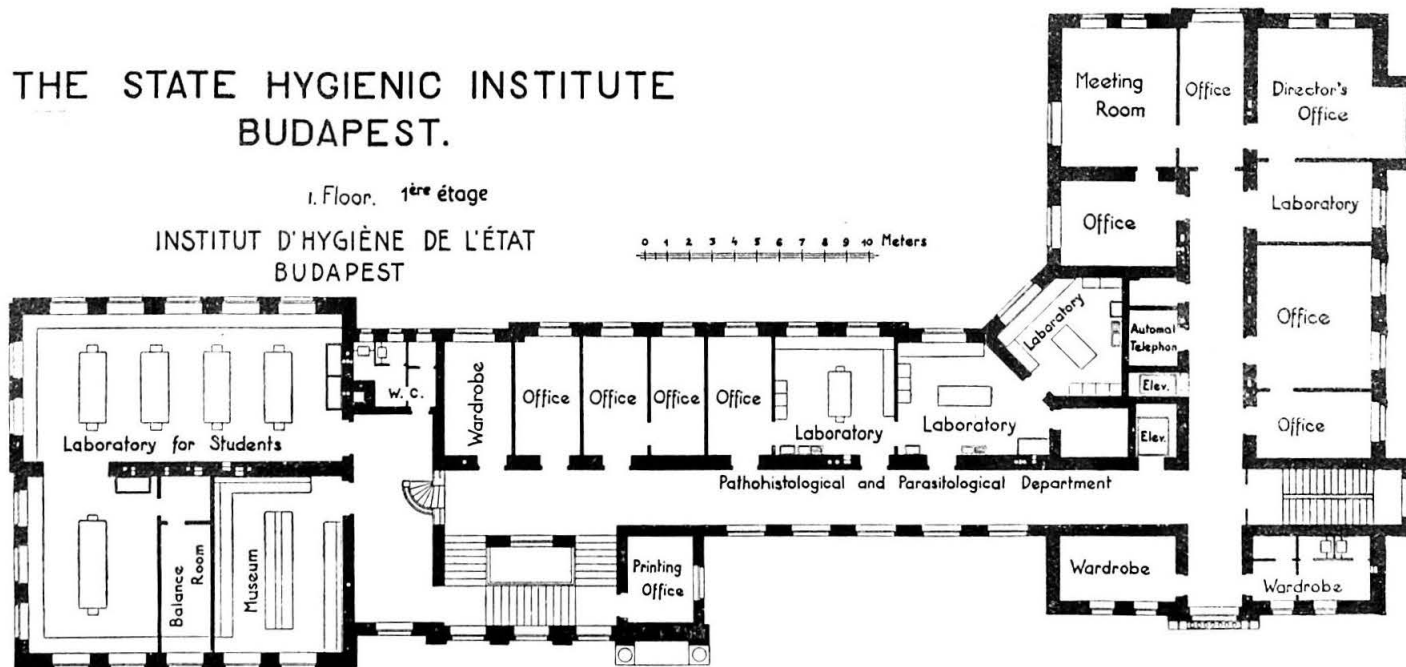 THE STATE HYGIENIC INSTITUTE
BUDAPEST.
1. Floor. 1ère étage
INSTITUT D'HYGIÈNE DE L'ÉTAT
BUDAPEST
0 1 2 3 4 5 6 7 8 9 10 Meters
Meeting
Room
Office
Director's
Office
Office
Laboratory
Laboratory
Automat
Telephon
Office
Elev.
Elev.
Office
W. C.
Wardrobe
Office
Office
Office
Office
Laboratory
Laboratory
Laboratory for Students
Pathohistological and Parasitological Department
Balance
Room
Museum
Printing
Office
Wardrobe
Wardrobe